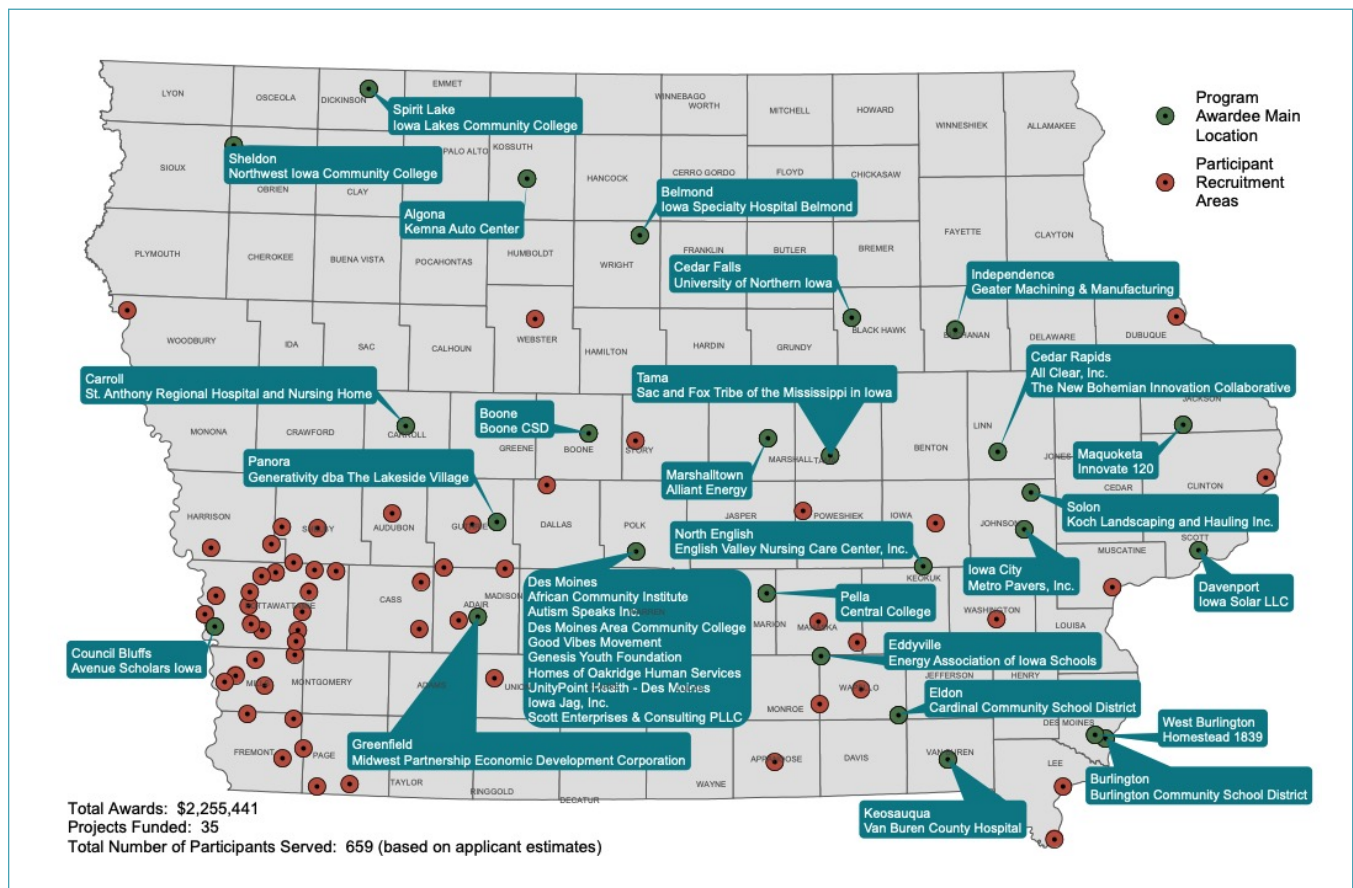 LYON
OSCEOLA
DICKINSON
EMMET
WINNEBAGO
WORTH
MITCHELL
HOWARD
WINNESHIEK
ALLAMAKEE
Program
Awardee Main
Location
Participant
Recruitment
Areas
Spirit Lake
Iowa Lakes Community College
SIOUX
Sheldon
Northwest Iowa Community College
OBRIEN
CLAY
PALO ALTO
KOSSUTH
HANCOCK
CERRO GORDO
FLOYD
CHICKASAW
Algona
Kemna Auto Center
Belmond
Iowa Specialty Hospital Belmond
PLYMOUTH
CHEROKEE
BUENA VISTA
POCAHONTAS
HUMBOLDT
WRIGHT
FRANKLIN
BUTLER
BREMER
FAYETTE
CLAYTON
Cedar Falls
University of Northern Iowa
Independence
Geater Machining & Manufacturing
WOODBURY
IDA
SAC
CALHOUN
WEBSTER
HAMILTON
HARDIN
GRUNDY
BLACK HAWK
DELAWARE
DUBUQUE
Cedar Rapids
All Clear, Inc.
The New Bohemian Innovation Collaborative
Carroll
St. Anthony Regional Hospital and Nursing Home
Tama
Sac and Fox Tribe of the Mississippi in Iowa
Boone
Boone CSD
MONONA
CRAWFORD
CARROLL
GREENE
BOONE
STORY
BENTON
LINN
JONES
JACKSON
Panora
Generativity dba The Lakeside Village
Marshalltown
Alliant Energy
Maquoketa
Innovate 120
HARRISON
AUDUBON
DALLAS
POLK
JASPER
POWESHIEK
IOWA
JOHNSON
CEDAR
CLINTON
SCOTT
MUSCATINE
Solon
Koch Landscaping and Hauling Inc.
North English
English Valley Nursing Care Center, Inc.
Iowa City
Metro Pavers, Inc.
Davenport
Iowa Solar LLC
CASS
ADAIR
MADISON
MARION
KEOKUK
WASHINGTON
LOUISA
Des Moines
African Community Institute
Autism Speaks Inc.
Des Moines Area Community College
Good Vibes Movement
Genesis Youth Foundation
Homes of Oakridge Human Services
UnityPoint Health - Des Moines
Iowa Jag, Inc.
Scott Enterprises & Consulting PLLC
Pella
Central College
Council Bluffs
Avenue Scholars Iowa
Eddyville
Energy Association of Iowa Schools
MONTGOMERY
ADAMS
UNION
MONROE
JEFFERSON
HENRY
DES MOINES
Eldon
Cardinal Community School District
West Burlington
Homestead 1839
Greenfield
Midwest Partnership Economic Development Corporation
FREMONT
PAGE
TAYLOR
RINGGOLD
DECATUR
WAYNE
DAVIS
VAN BUREN
LEE
Burlington
Burlington Community School District
Keosauqua
Van Buren County Hospital
Total Awards: $2,255,441
Projects Funded: 35
Total Number of Participants Served: 659 (based on applicant estimates)